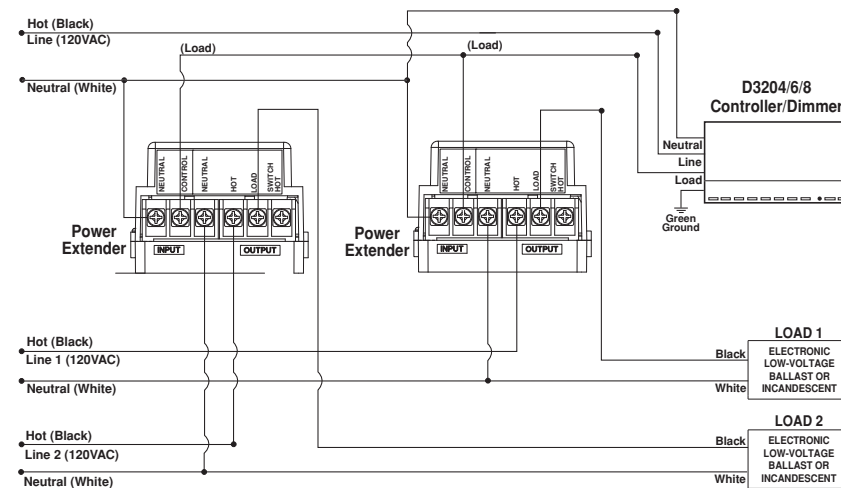 Hot (Black)
Line (120VAC)
(Load)
(Load)
Neutral (White)
D3204/6/8
Controller/Dimmer
Neutral
Line
Load
Green
Ground
NEUTRAL
CONTROL
NEUTRAL
HOT
LOAD
SWITCH
HOT
Power
Extender
INPUT
OUTPUT
NEUTRAL
CONTROL
NEUTRAL
HOT
LOAD
SWITCH
HOT
Power
Extender
INPUT
OUTPUT
Hot (Black)
Line 1 (120VAC)
Neutral (White)
LOAD 1
Black
White
ELECTRONIC
LOW-VOLTAGE
BALLAST OR
INCANDESCENT
Hot (Black)
Line 2 (120VAC)
Neutral (White)
LOAD 2
Black
White
ELECTRONIC
LOW-VOLTAGE
BALLAST OR
INCANDESCENT